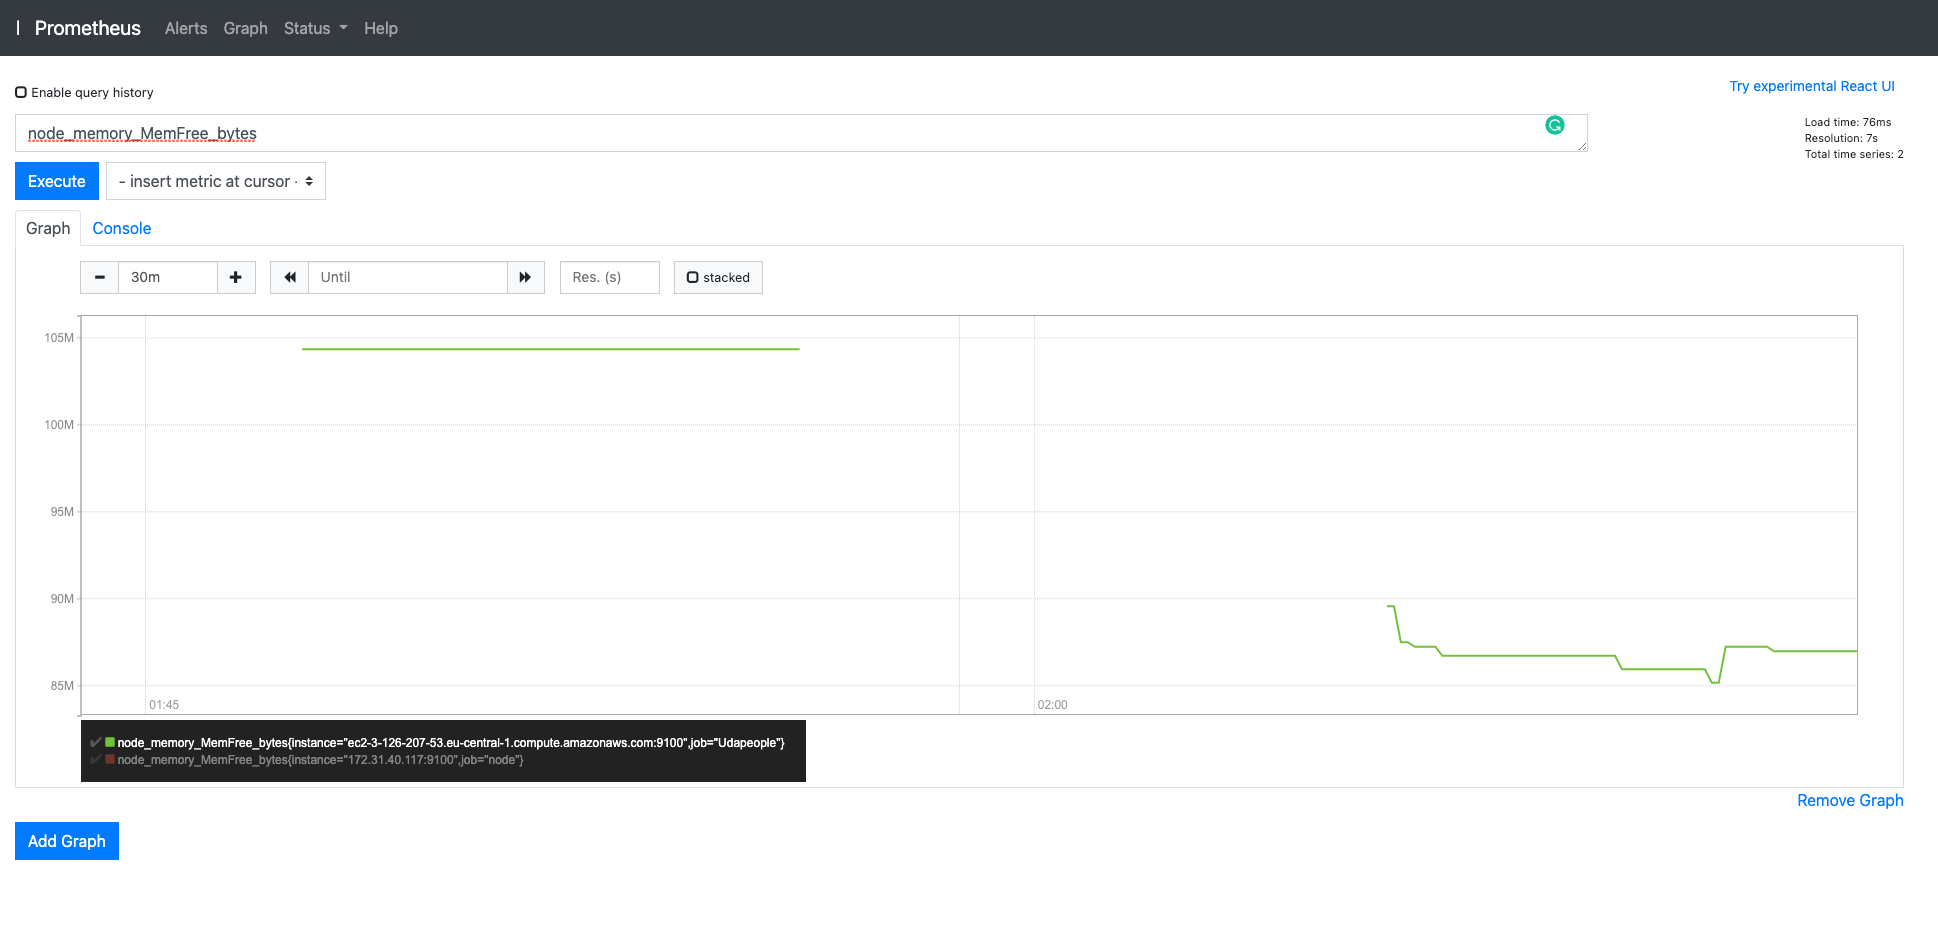 Prometheus Alerts Graph Status Help
Enable query history
Try experimental React UI
node_memory_MemFree_bytes
Load time: 76ms
Resolution: 7s
Total time series: 2
Execute
- insert metric at cursor -
Graph Console
30m Until Res. (s) stacked
105M
100M
95M
90M
85M
01:45 02:00
node_memory_MemFree_bytes{instance="ec2-3-126-207-53.eu-central-1.compute.amazonaws.com:9100",job="Udapeople"}
node_memory_MemFree_bytes{instance="172.31.40.117:9100",job="node"}
Remove Graph
Add Graph